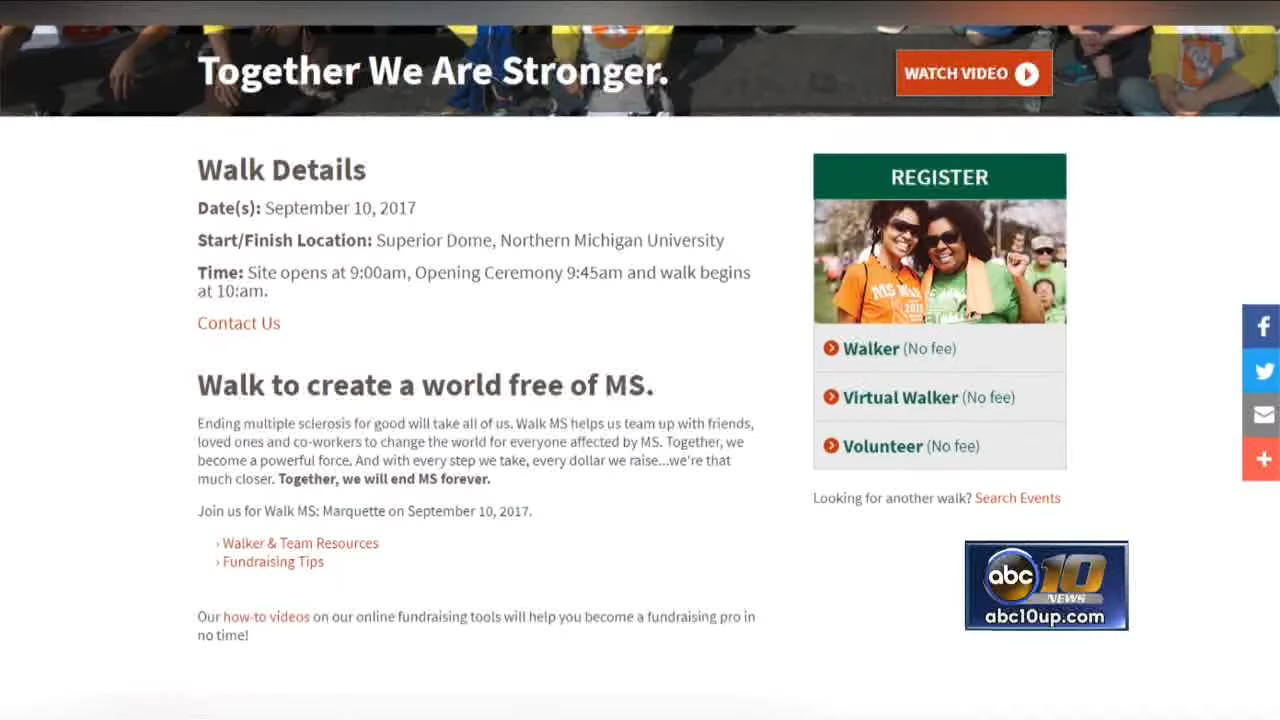 Together We Are Stronger.
WATCH VIDEO
Walk Details
Date(s): September 10, 2017
Start/Finish Location: Superior Dome, Northern Michigan University
Time: Site opens at 9:00am, Opening Ceremony 9:45am and walk begins
at 10:am.
Contact Us
Walk to create a world free of MS.
Ending multiple sclerosis for good will take all of us. Walk MS helps us team up with friends,
loved ones and co-workers to change the world for everyone affected by MS. Together, we
become a powerful force. And with every step we take, every dollar we raise...we're that
much closer. Together, we will end MS forever.
Join us for Walk MS: Marquette on September 10, 2017.
› Walker & Team Resources
› Fundraising Tips
Our how-to videos on our online fundraising tools will help you become a fundraising pro in
no time!
REGISTER
MS
Walker (No fee)
Virtual Walker (No fee)
Volunteer (No fee)
Looking for another walk? Search Events
abc 10
NEWS
abc10up.com